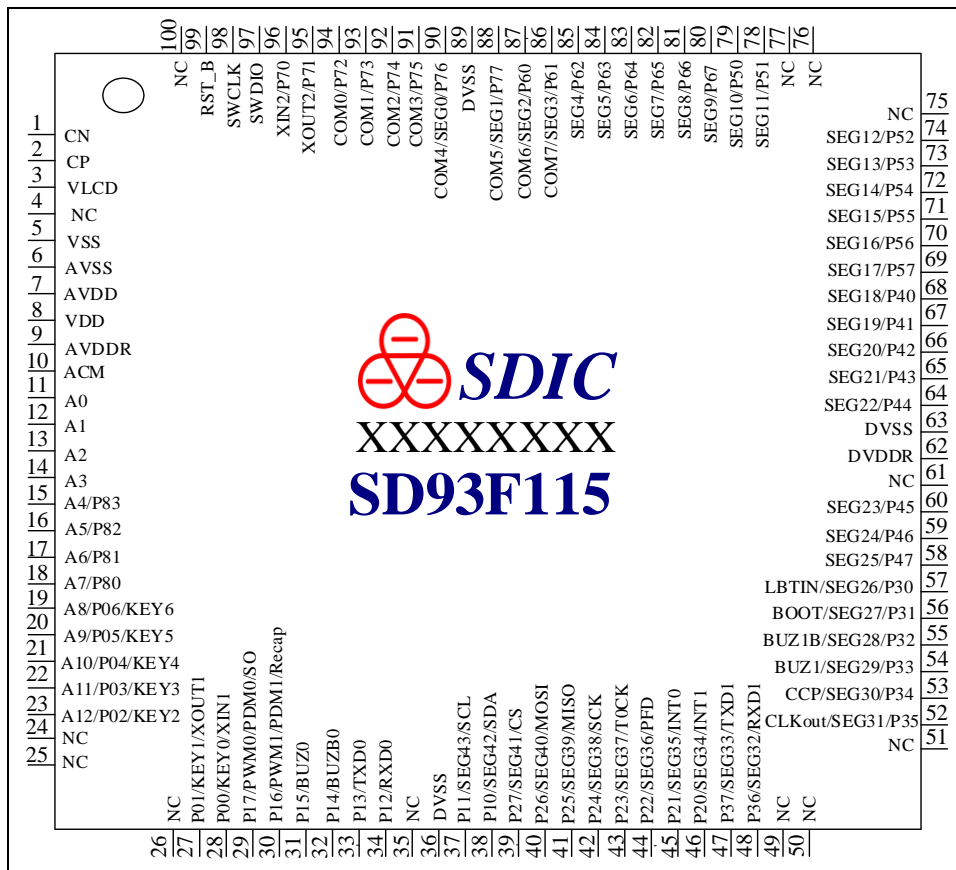 100 99 98 97 96 95 94 93 92 91 90 89 88 87 86 85 84 83 82 81 80 79 78 77 76
NC
RST_B
SWCLK
SWDIO
XIN2/P70
XOUT2/P71
COM0/P72
COM1/P73
COM2/P74
COM3/P75
COM4/SEG0/P76
DVSS
COM5/SEG1/P77
COM6/SEG2/P60
COM7/SEG3/P61
SEG4/P62
SEG5/P63
SEG6/P64
SEG7/P65
SEG8/P66
SEG9/P67
SEG10/P50
SEG11/P51
NC
NC
1 CN
2 CP
3 VLCD
4 NC
5 VSS
6 AVSS
7 AVDD
8 VDD
9 AVDDR
10 ACM
11 A0
12 A1
13 A2
14 A3
15 A4/P83
16 A5/P82
17 A6/P81
18 A7/P80
19 A8/P06/KEY6
20 A9/P05/KEY5
21 A10/P04/KEY4
22 A11/P03/KEY3
23 A12/P02/KEY2
24 NC
25 NC
SDIC
XXXXXXXX
SD93F115
NC 75
SEG12/P52 74
SEG13/P53 73
SEG14/P54 72
SEG15/P55 71
SEG16/P56 70
SEG17/P57 69
SEG18/P40 68
SEG19/P41 67
SEG20/P42 66
SEG21/P43 65
SEG22/P44 64
DVSS 63
DVDDR 62
NC 61
SEG23/P45 60
SEG24/P46 59
SEG25/P47 58
LBTIN/SEG26/P30 57
BOOT/SEG27/P31 56
BUZ1B/SEG28/P32 55
BUZ1/SEG29/P33 54
CCP/SEG30/P34 53
CLKout/SEG31/P35 52
NC 51
NC
P01/KEY1/XOUT1
P00/KEY0/XIN1
P17/PWM0/PDM0/SO
P16/PWM1/PDM1/Recap
P15/BUZ0
P14/BUZB0
P13/TXD0
P12/RXD0
NC
DVSS
P11/SEG43/SCL
P10/SEG42/SDA
P27/SEG41/CS
P26/SEG40/MOSI
P25/SEG39/MISO
P24/SEG38/SCK
P23/SEG37/T0CK
P22/SEG36/PFD
P21/SEG35/INT0
P20/SEG34/INT1
P37/SEG33/TXD1
P36/SEG32/RXD1
NC
NC
26 27 28 29 30 31 32 33 34 35 36 37 38 39 40 41 42 43 44 45 46 47 48 49 50